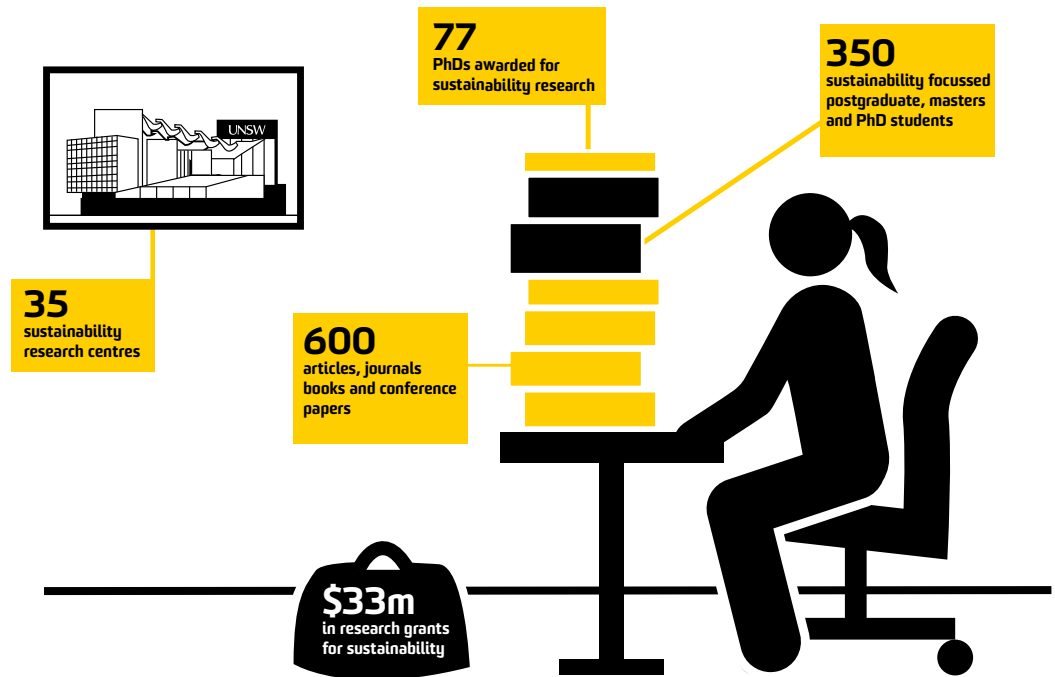 77
PhDs awarded for
sustainability research
350
sustainability focussed
postgraduate, masters
and PhD students
UNSW
35
sustainability
research centres
600
articles, journals
books and conference
papers
$33m
in research grants
for sustainability